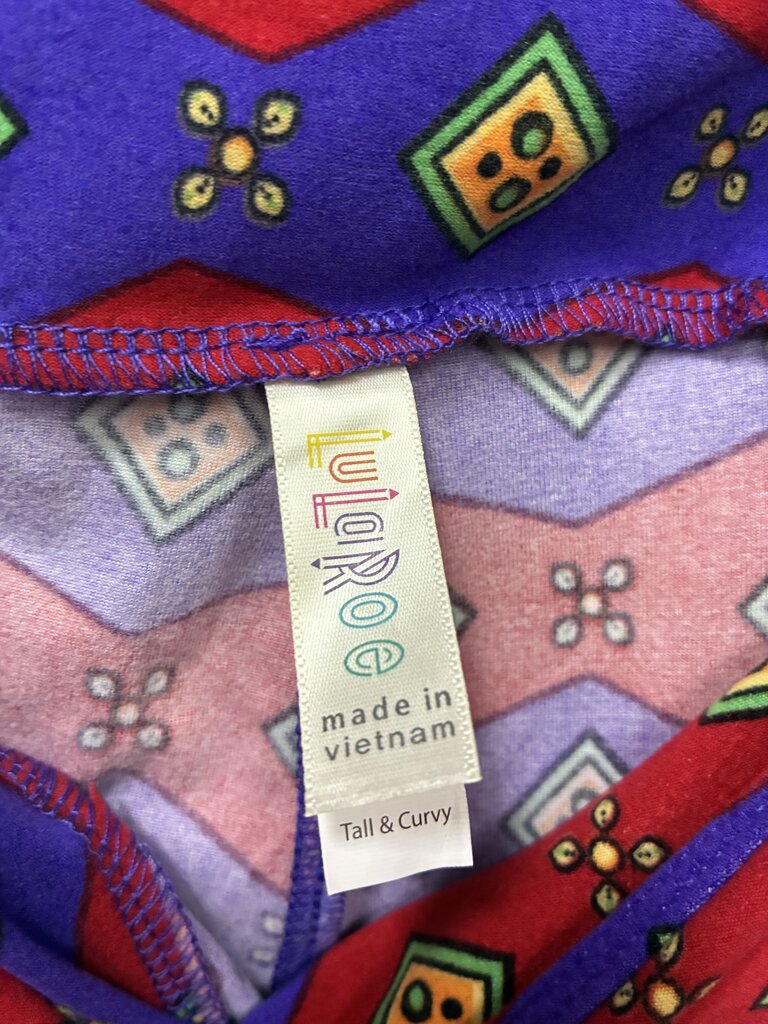 LuLaRoe
made in
vietnam
Tall & Curvy